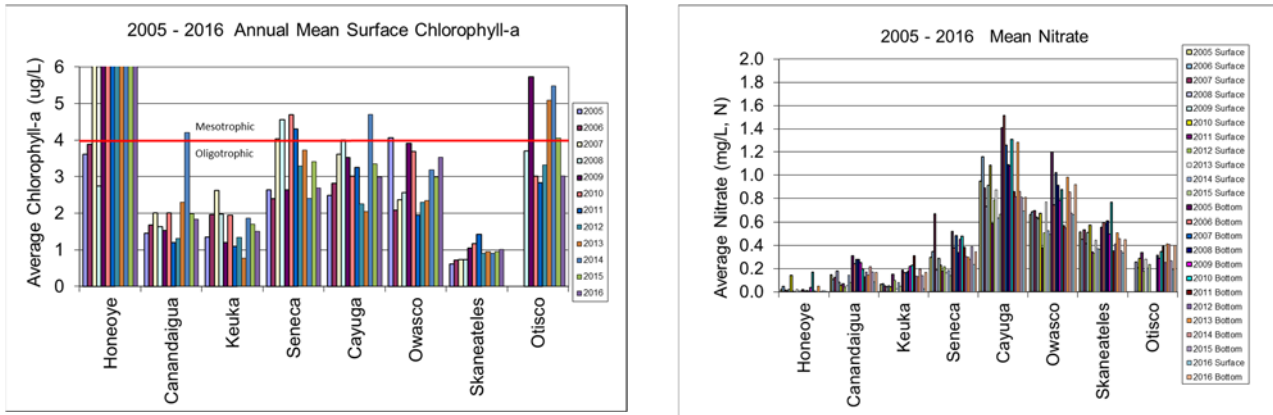 2005 - 2016 Annual Mean Surface Chlorophyll-a
Average Chlorophyll-a (ug/L)
6
5
4
3
2
1
0
Mesotrophic
Oligotrophic
Honeoye
Canandaigua
Keuka
Seneca
Cayuga
Owasco
Skaneateles
Otisco
2005
2006
2007
2008
2009
2010
2011
2012
2013
2014
2015
2016
2005 - 2016 Mean Nitrate
Average Nitrate (mg/L, N)
2.0
1.8
1.6
1.4
1.2
1.0
0.8
0.6
0.4
0.2
0.0
Honeoye
Canandaigua
Keuka
Seneca
Cayuga
Owasco
Skaneateles
Otisco
2005 Surface
2006 Surface
2007 Surface
2008 Surface
2009 Surface
2010 Surface
2011 Surface
2012 Surface
2013 Surface
2014 Surface
2015 Surface
2005 Bottom
2006 Bottom
2007 Bottom
2008 Bottom
2009 Bottom
2010 Bottom
2011 Bottom
2012 Bottom
2013 Bottom
2014 Bottom
2015 Bottom
2016 Surface
2016 Bottom